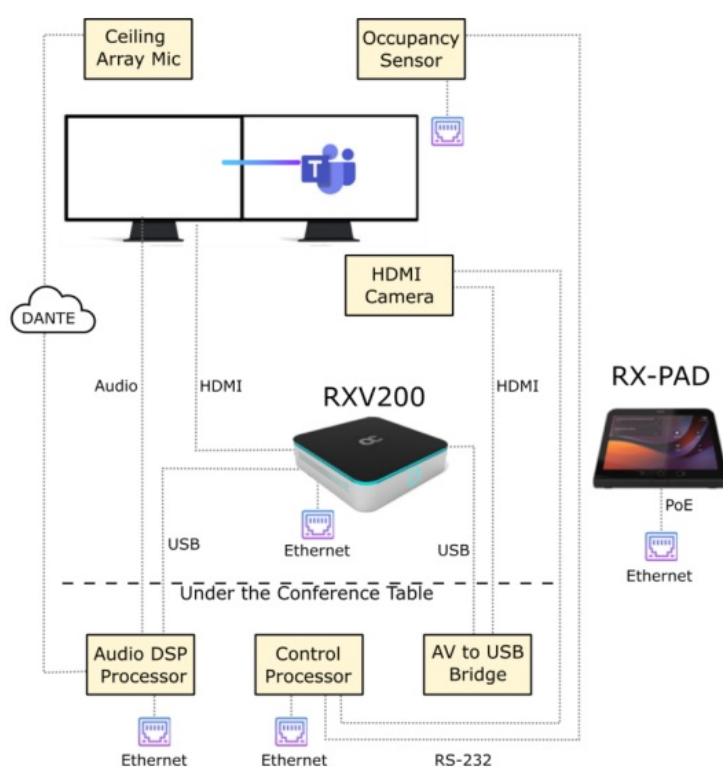 Ceiling
Array Mic
Occupancy
Sensor
T
HDMI
Camera
DANTE
Audio
HDMI
HDMI
RXV200
RX-PAD
PoE
USB
Ethernet
USB
Ethernet
Under the Conference Table
Audio DSP
Processor
Control
Processor
AV to USB
Bridge
Ethernet
Ethernet
RS-232